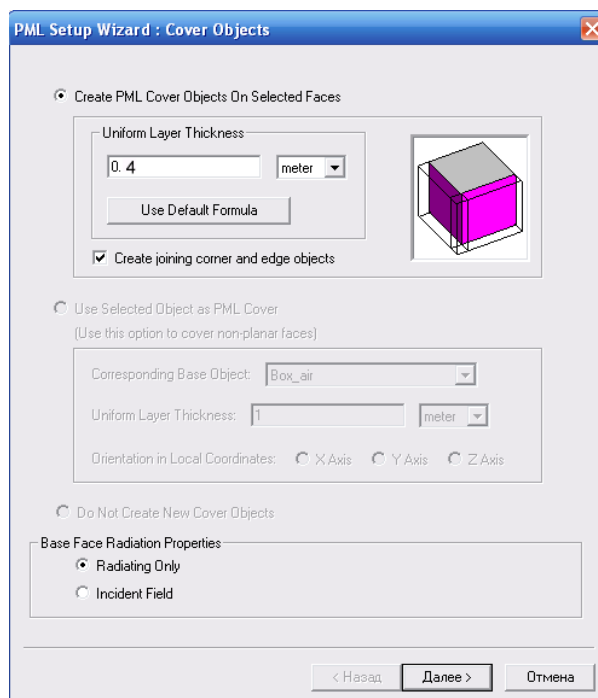 PML Setup Wizard : Cover Objects
Create PML Cover Objects On Selected Faces
Uniform Layer Thickness
0. 4 meter
Use Default Formula
Create joining corner and edge objects
Use Selected Object as PML Cover
(Use this option to cover non-planar faces)
Corresponding Base Object: Box_air
Uniform Layer Thickness: 1 meter
Orientation in Local Coordinates: X Axis Y Axis Z Axis
Do Not Create New Cover Objects
Base Face Radiation Properties
Radiating Only
Incident Field
< Назад Далее > Отмена